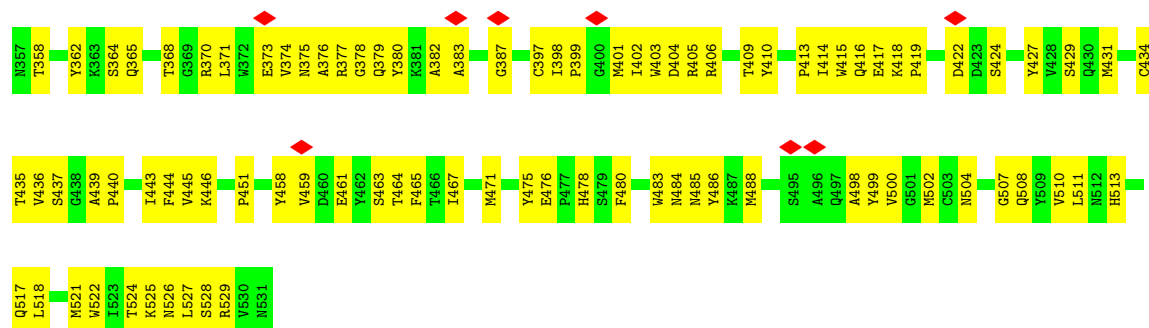 N357 T358 Y362 K363 S364 Q365 T368 G369 R370 L371 W372 E373 V374 N375 A376 R377 G378 Q379 Y380 K381 A382 A383 G387 C397 I398 P399 G400 M401 I402 W403 D404 R405 R406 T409 Y410 P413 I414 W415 Q416 E417 K418 P419 D422 D423 S424 Y427 V428 S429 Q430 M431 C434
T435 V436 S437 G438 A439 P440 I443 F444 V445 K446 P451 Y458 V459 D460 E461 Y462 S463 T464 F465 T466 I467 M471 Y475 E476 P477 H478 S479 F480 W483 N484 N485 Y486 K487 M488 S495 A496 Q497 A498 Y499 V500 G501 M502 C503 N504 G507 Q508 Y509 V510 L511 N512 H513
Q517 L518 M521 W522 I523 T524 K525 N526 L527 S528 R529 V530 N531